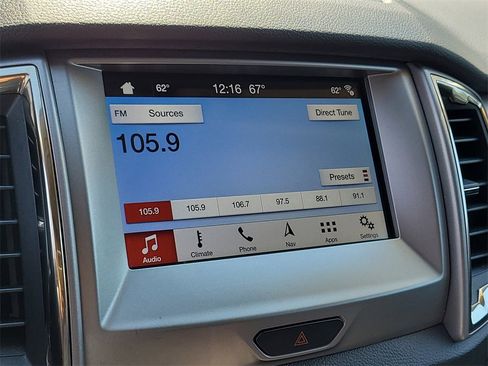 62° 12:16 67° 62°
FM Sources Direct Tune
105.9
Presets
105.9 105.9 106.7 97.5 88.1 91.1
Audio Climate Phone Nav Apps Settings